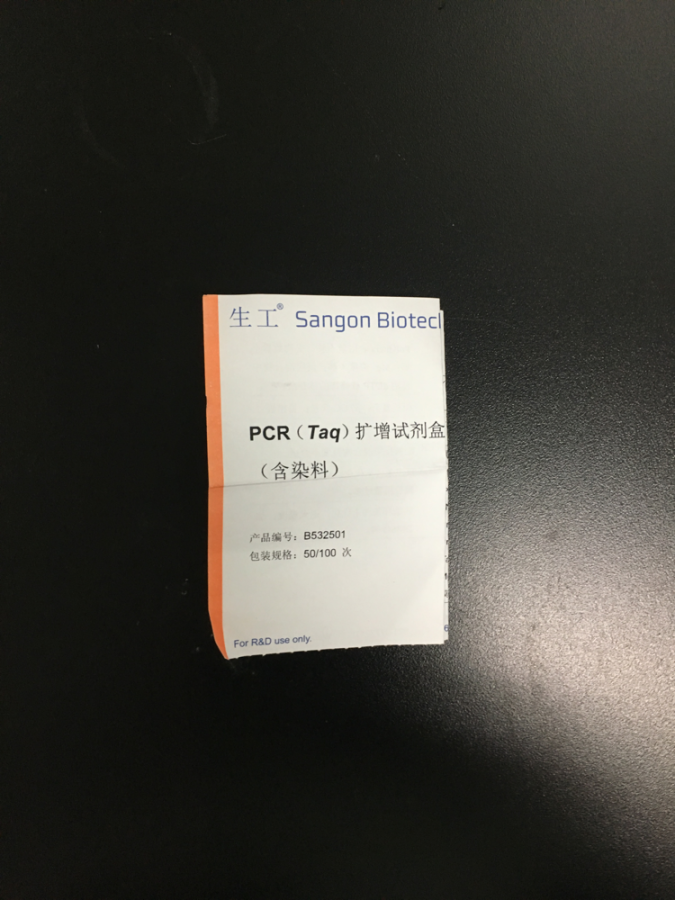 生工® Sangon Biotecl
PCR（Taq）扩增试剂盒
（含染料）
产品编号：B532501
包装规格：50/100 次
For R&D use only.